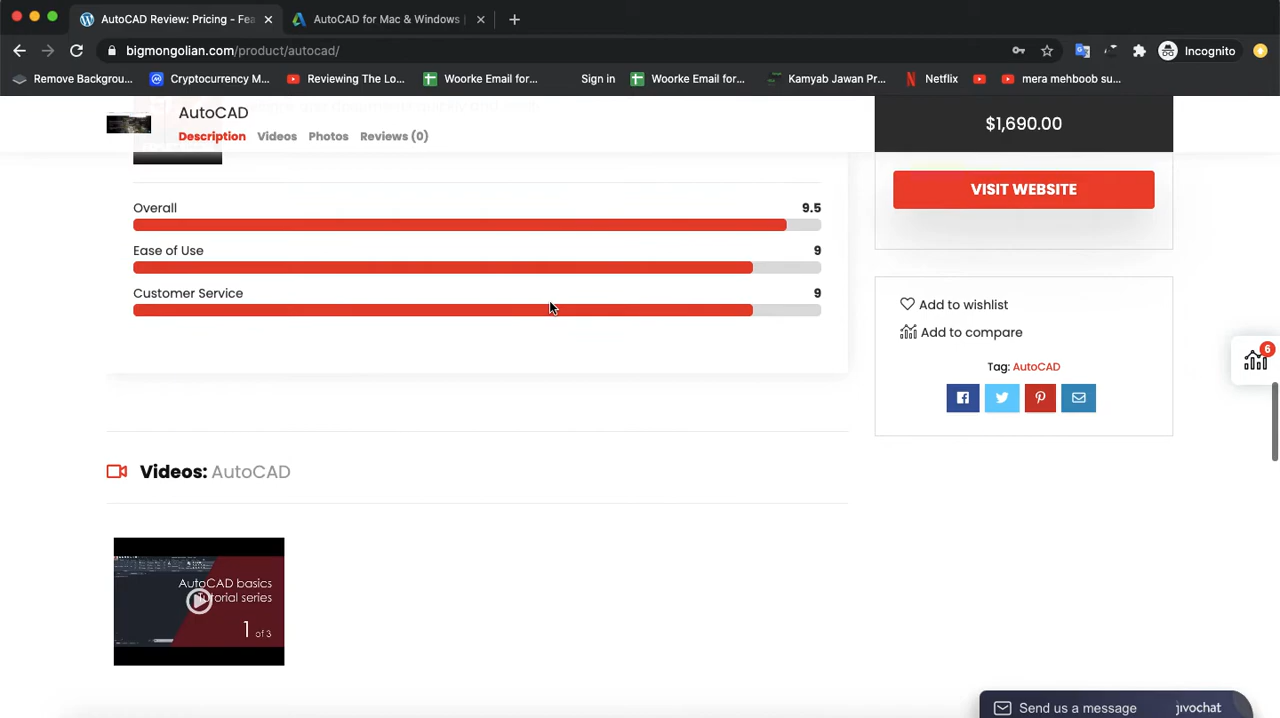 AutoCAD Review: Pricing - Fea
AutoCAD for Mac & Windows
bigmongolian.com/product/autocad/
Incognito
Remove Backgrou...
Cryptocurrency M...
Reviewing The Lo...
Woorke Email for...
Sign in
Woorke Email for...
Kamyab Jawan Pr...
Netflix
mera mehboob su...
AutoCAD
Description Videos Photos Reviews (0)
$1,690.00
VISIT WEBSITE
Overall 9.5
Ease of Use 9
Customer Service 9
Add to wishlist
Add to compare
Tag: AutoCAD
6
Videos: AutoCAD
AutoCAD basics
Tutorial series
1 of 3
Send us a message jivochat